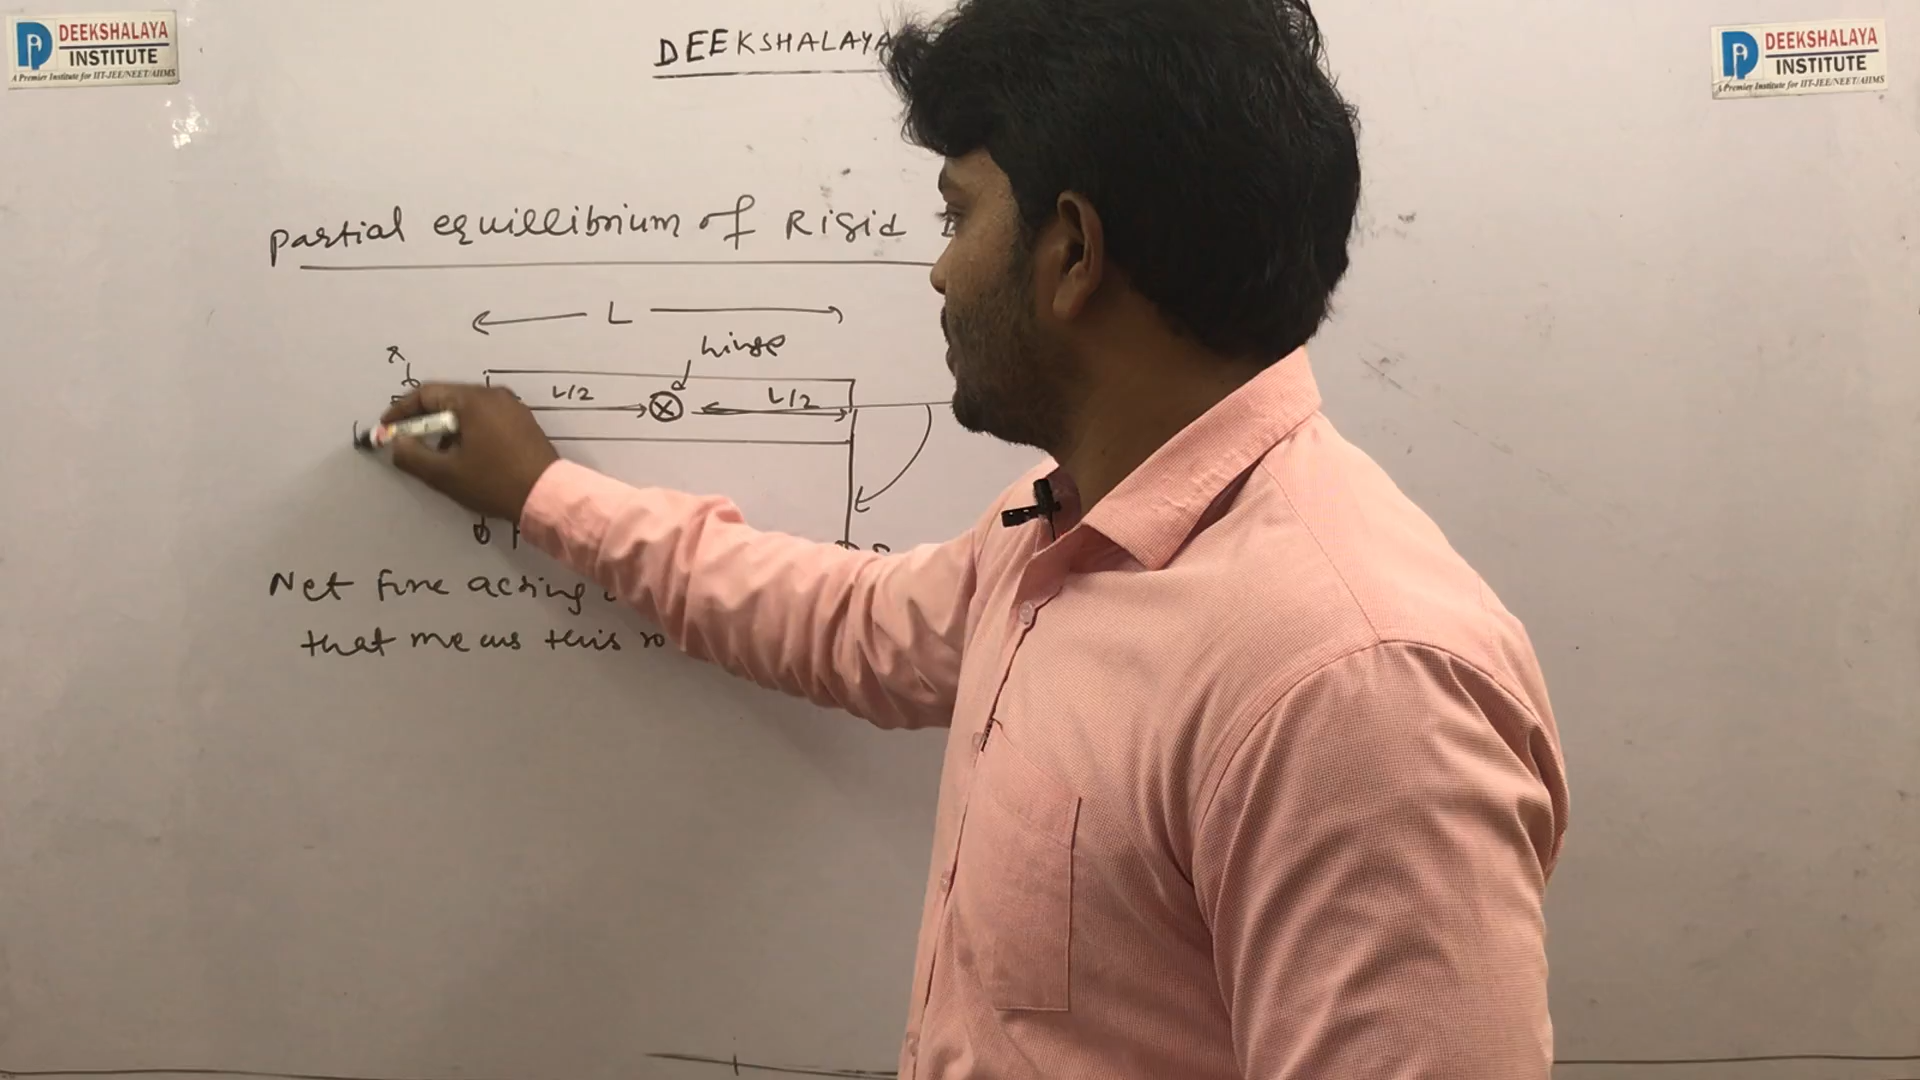 DEEKSHALAYA
INSTITUTE
A Premier Institute for IIT-JEE/NEET/AIIMS
DEEKSHALAYA
DEEKSHALAYA
INSTITUTE
A Premier Institute for IIT-JEE/NEET/AIIMS
partial equillibrium of Rigid
L
hinge
L/2
L/2
Net force acting
that means this